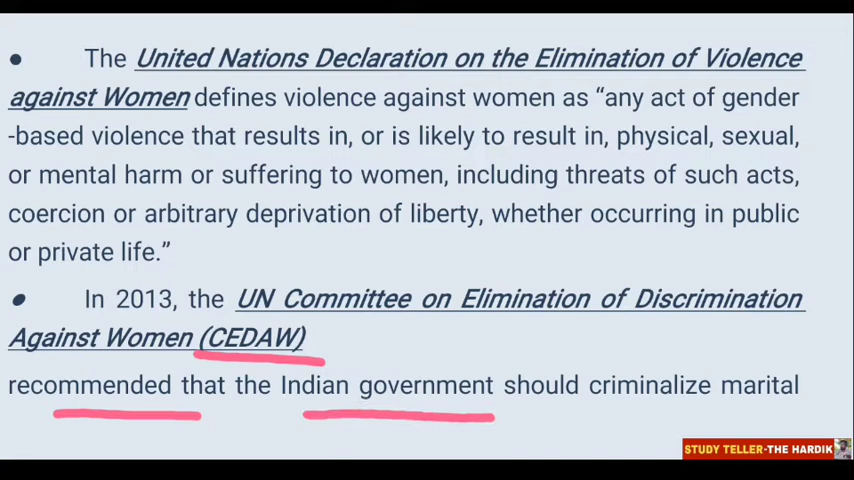 ● The United Nations Declaration on the Elimination of Violence
against Women defines violence against women as “any act of gender
-based violence that results in, or is likely to result in, physical, sexual,
or mental harm or suffering to women, including threats of such acts,
coercion or arbitrary deprivation of liberty, whether occurring in public
or private life.”
● In 2013, the UN Committee on Elimination of Discrimination
Against Women (CEDAW)
recommended that the Indian government should criminalize marital
STUDY TELLER-THE HARDIK